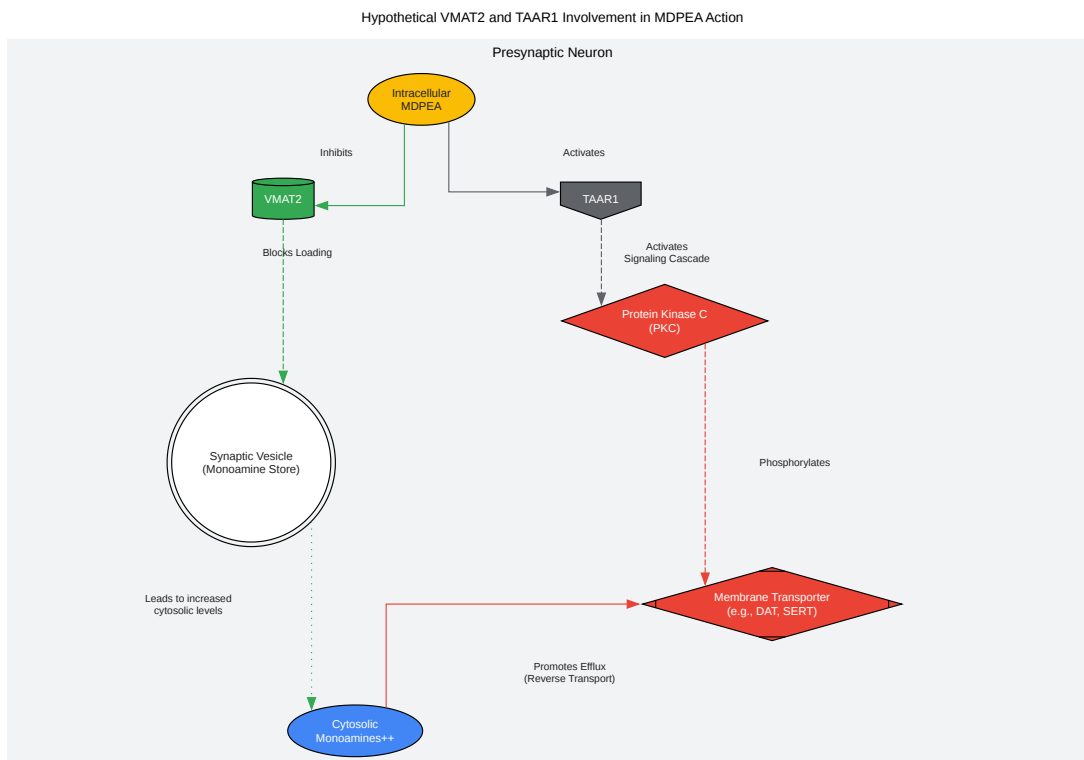 Hypothetical VMAT2 and TAAR1 Involvement in MDPEA Action
Presynaptic Neuron
Intracellular
MDPEA
Inhibits
Activates
VMAT2
TAAR1
Blocks Loading
Activates
Signaling Cascade
Protein Kinase C
(PKC)
Synaptic Vesicle
(Monoamine Store)
Phosphorylates
Leads to increased
cytosolic levels
Membrane Transporter
(e.g., DAT, SERT)
Promotes Efflux
(Reverse Transport)
Cytosolic
Monoamines++